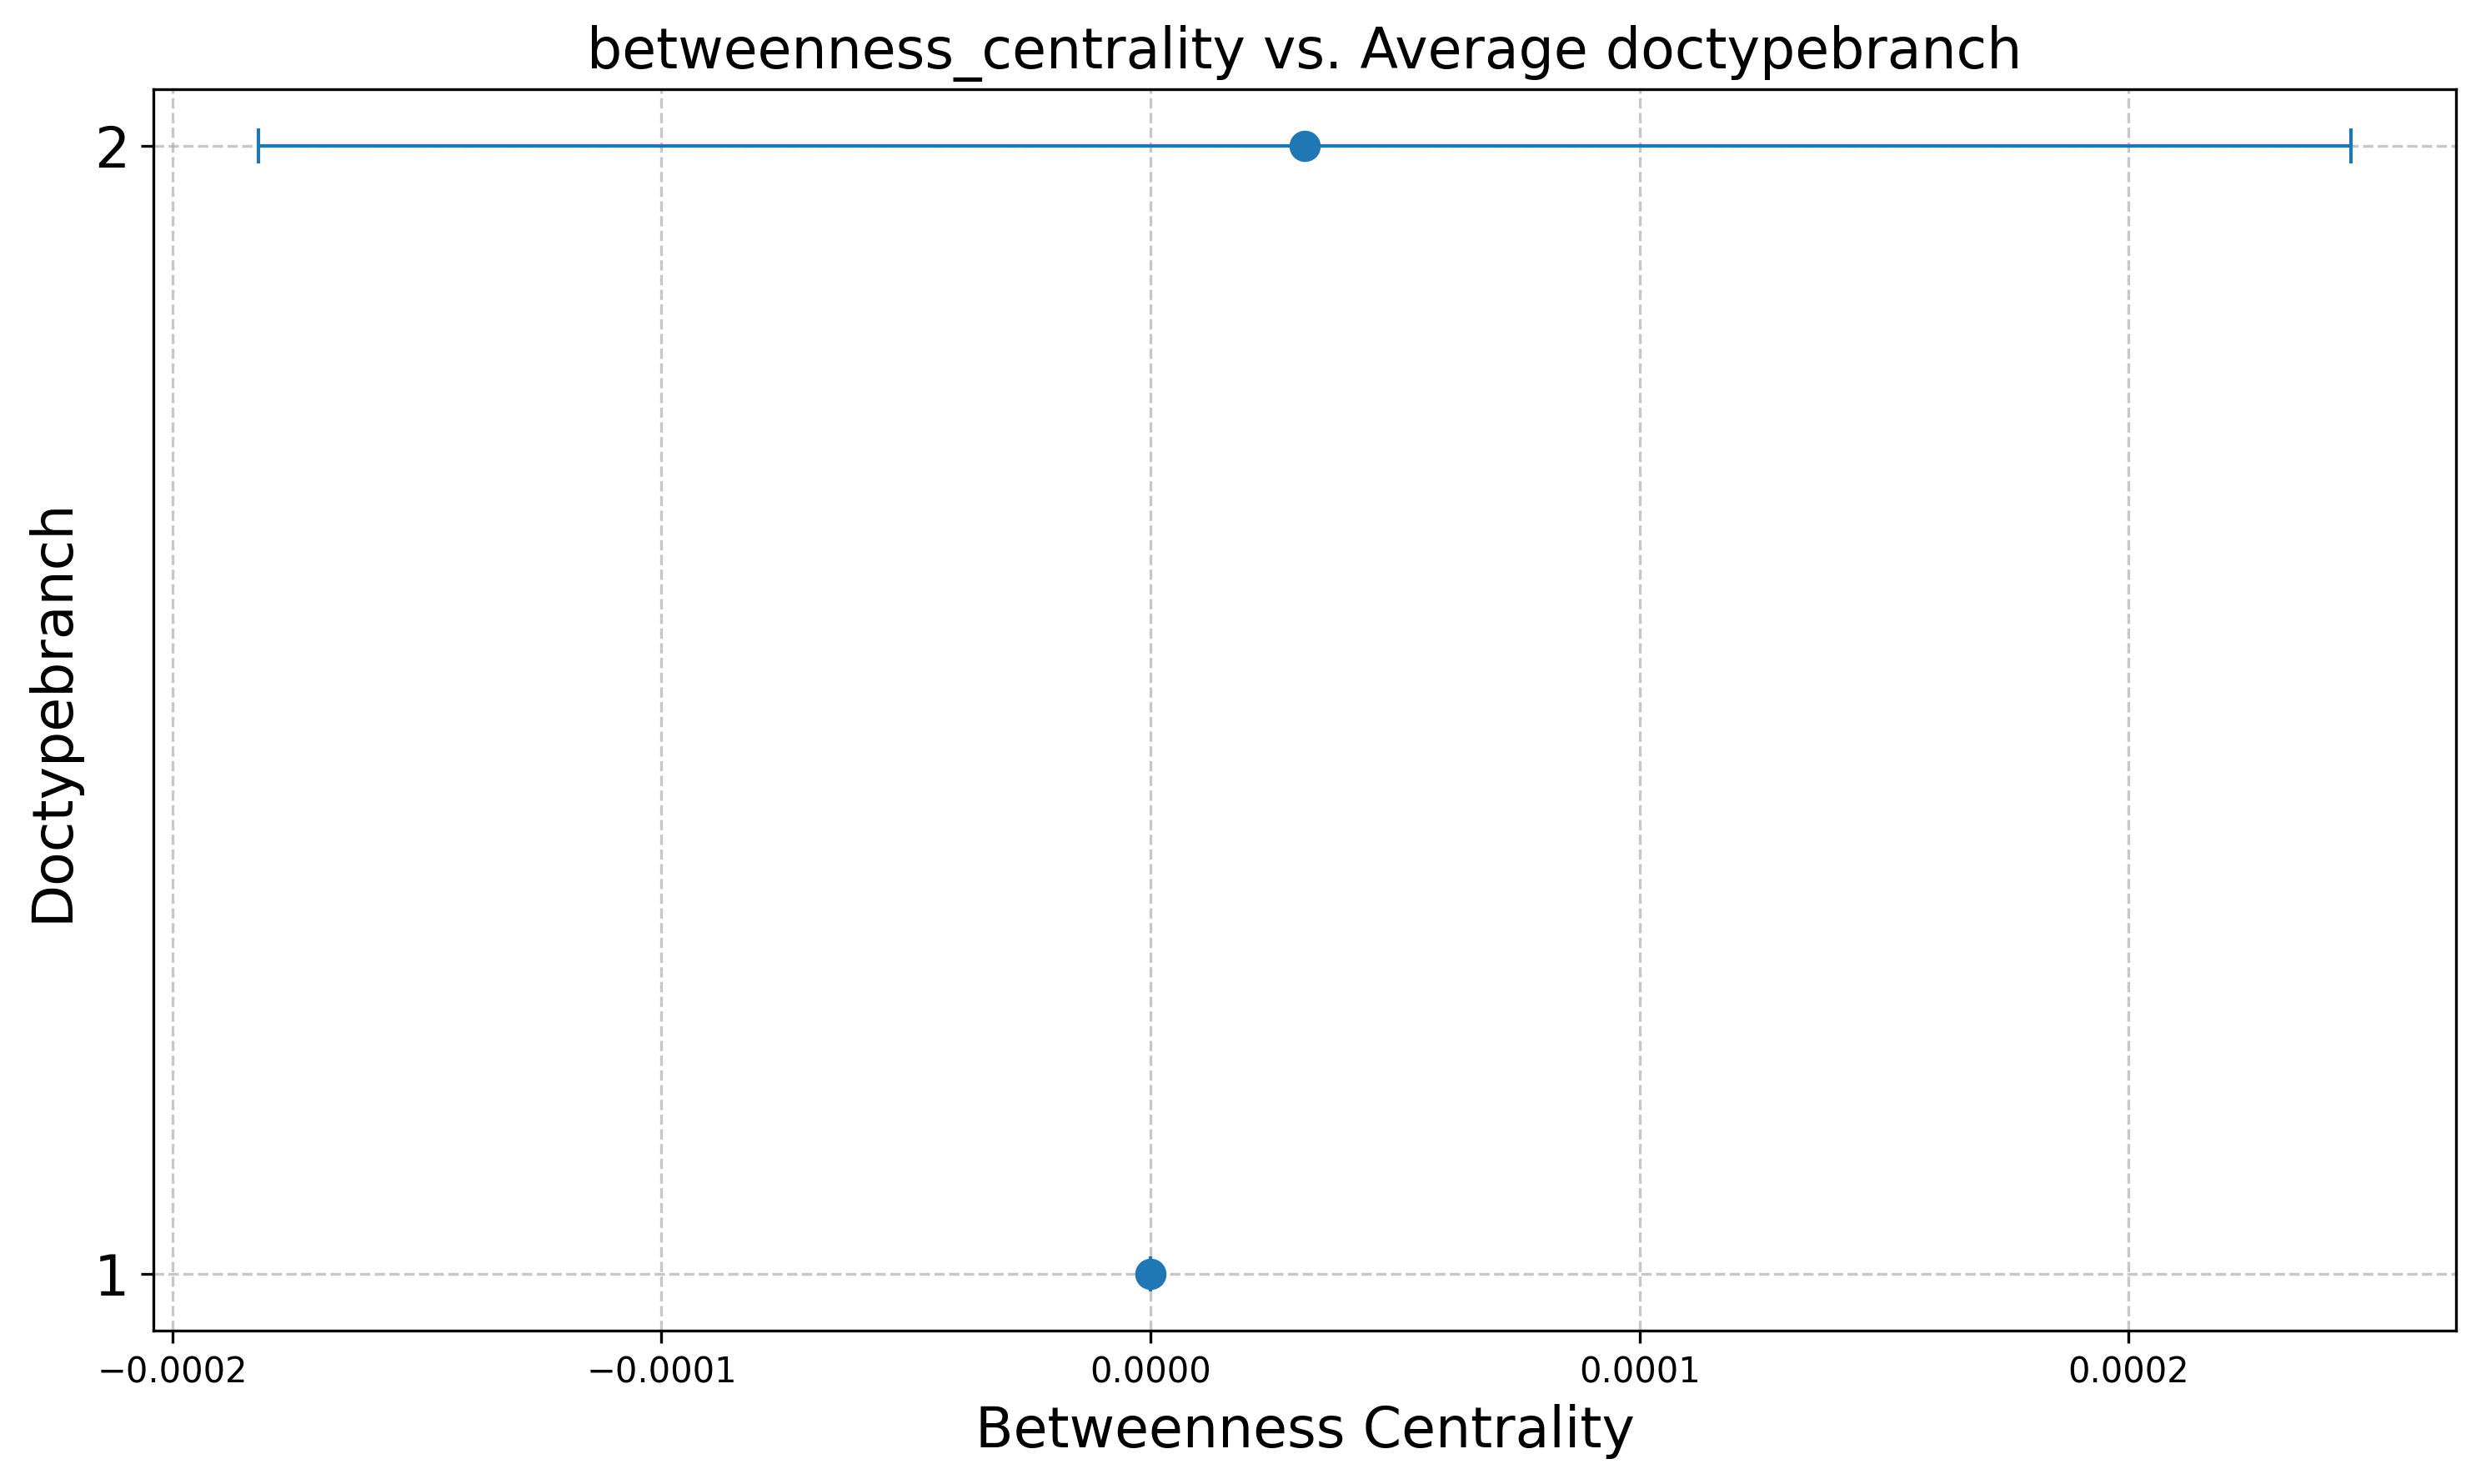 betweenness_centrality vs. Average doctypebranch
2
Doctypebranch
1
−0.0002 −0.0001 0.0000 0.0001 0.0002
Betweenness Centrality